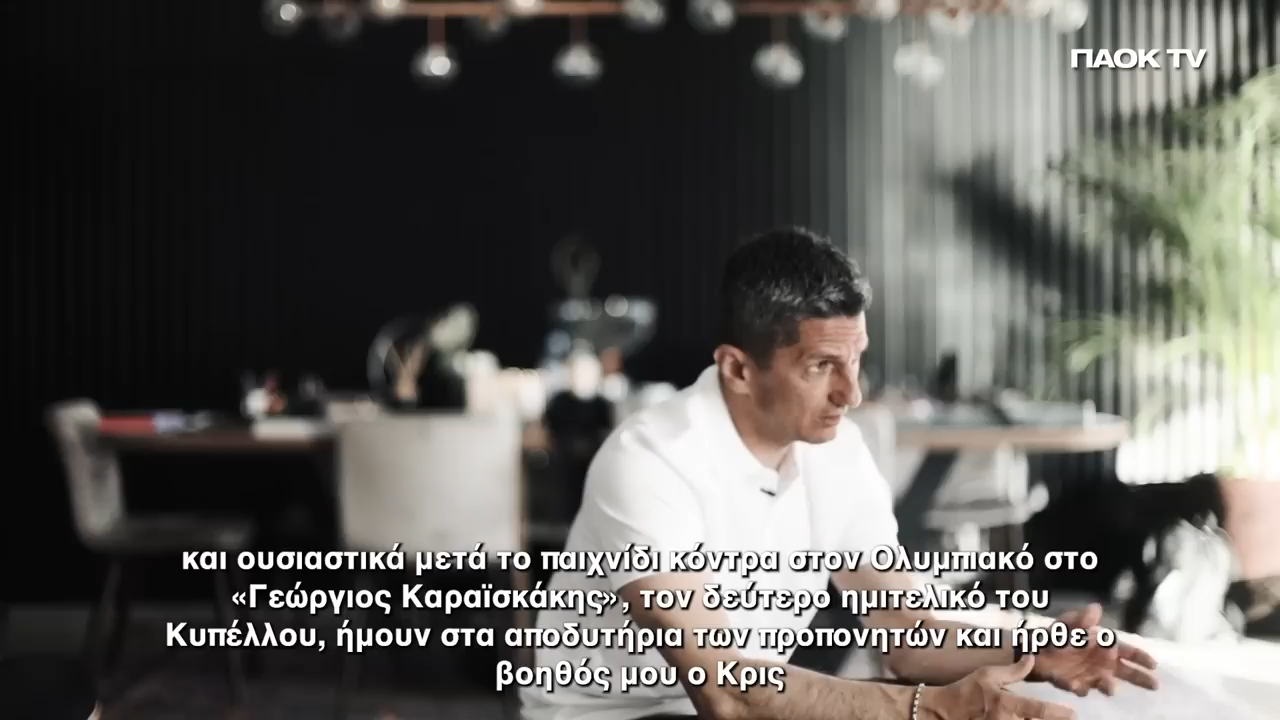 ΠΑΟΚ TV
και ουσιαστικά μετά το παιχνίδι κόντρα στον Ολυμπιακό στο
«Γεώργιος Καραϊσκάκης», τον δεύτερο ημιτελικό του
Κυπέλλου, ήμουν στα αποδυτήρια των προπονητών και ήρθε ο
βοηθός μου ο Κρις